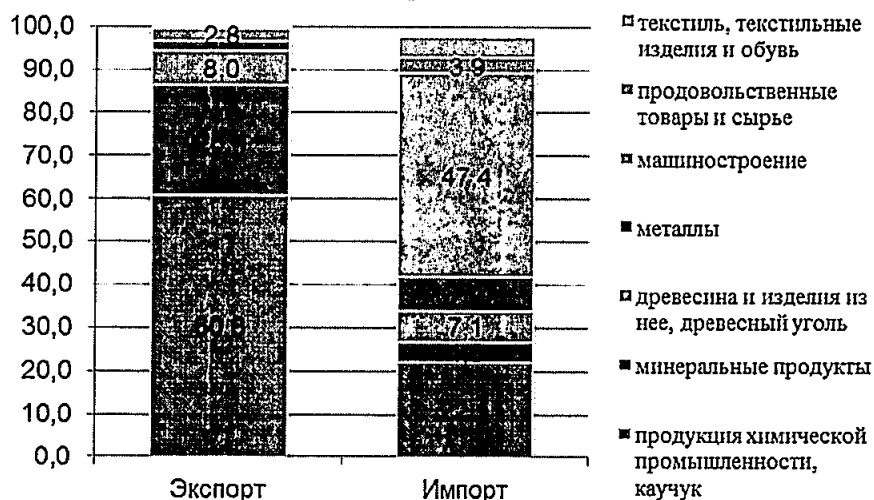 100,0
90,0
80,0
70,0
60,0
50,0
40,0
30,0
20,0
10,0
0,0
2,8
8,0
60,8
3,9
47,4
7,1
Экспорт
Импорт
текстиль, текстильные
изделия и обувь
продовольственные
товары и сырье
машиностроение
металлы
древесина и изделия из
нее, древесный уголь
минеральные продукты
продукция химической
промышленности,
каучук